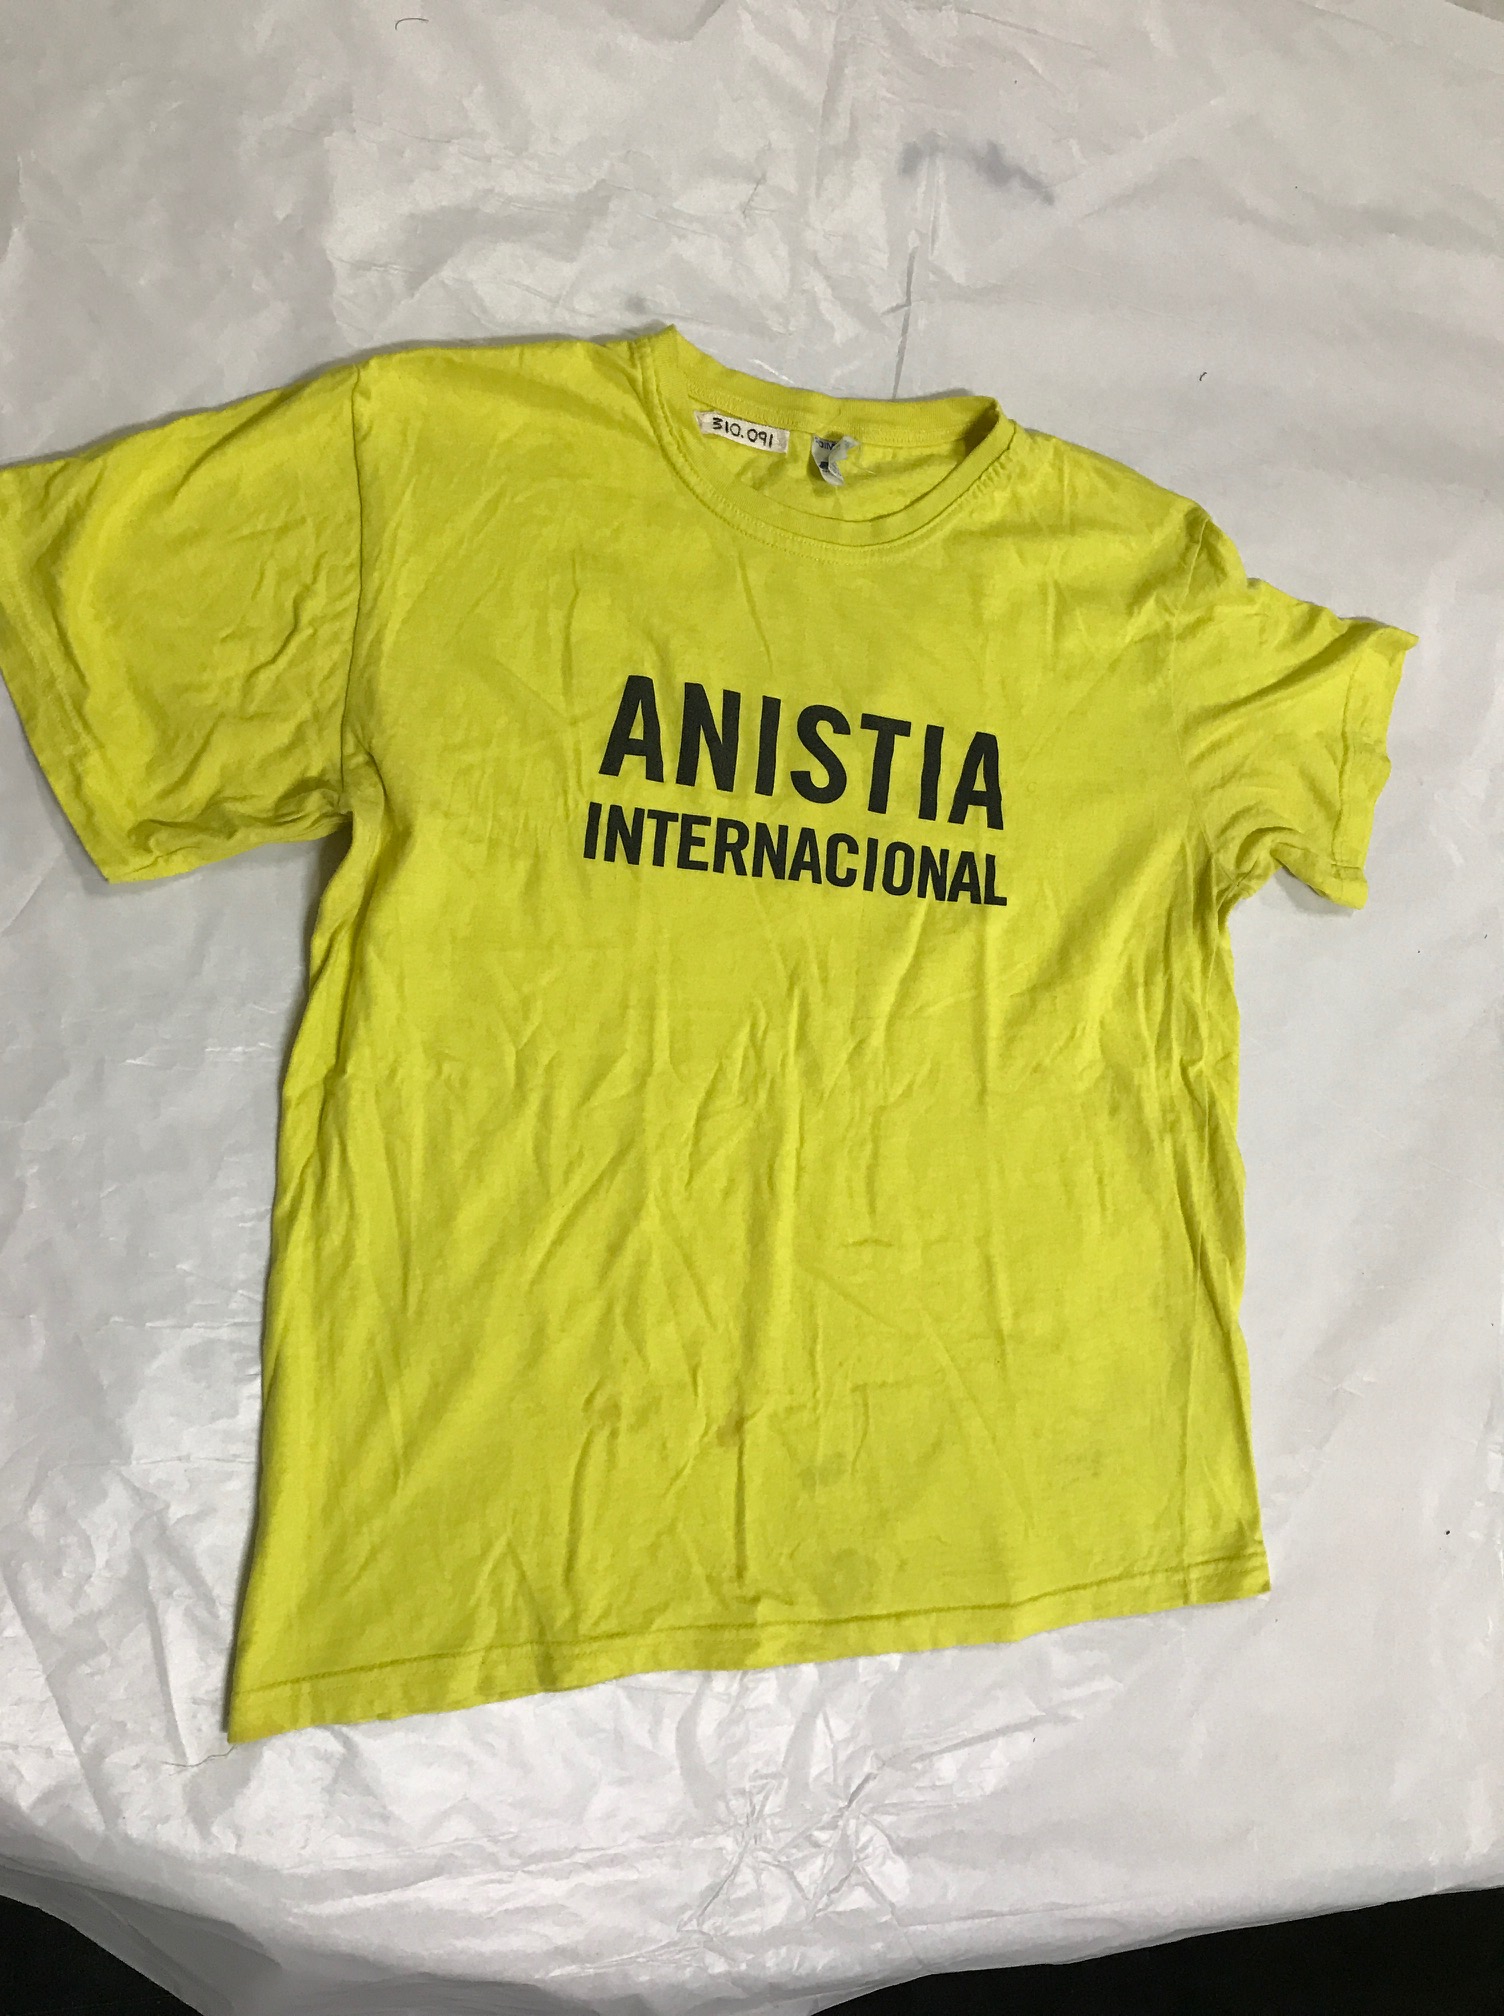 310.091
ANISTIA
INTERNACIONAL